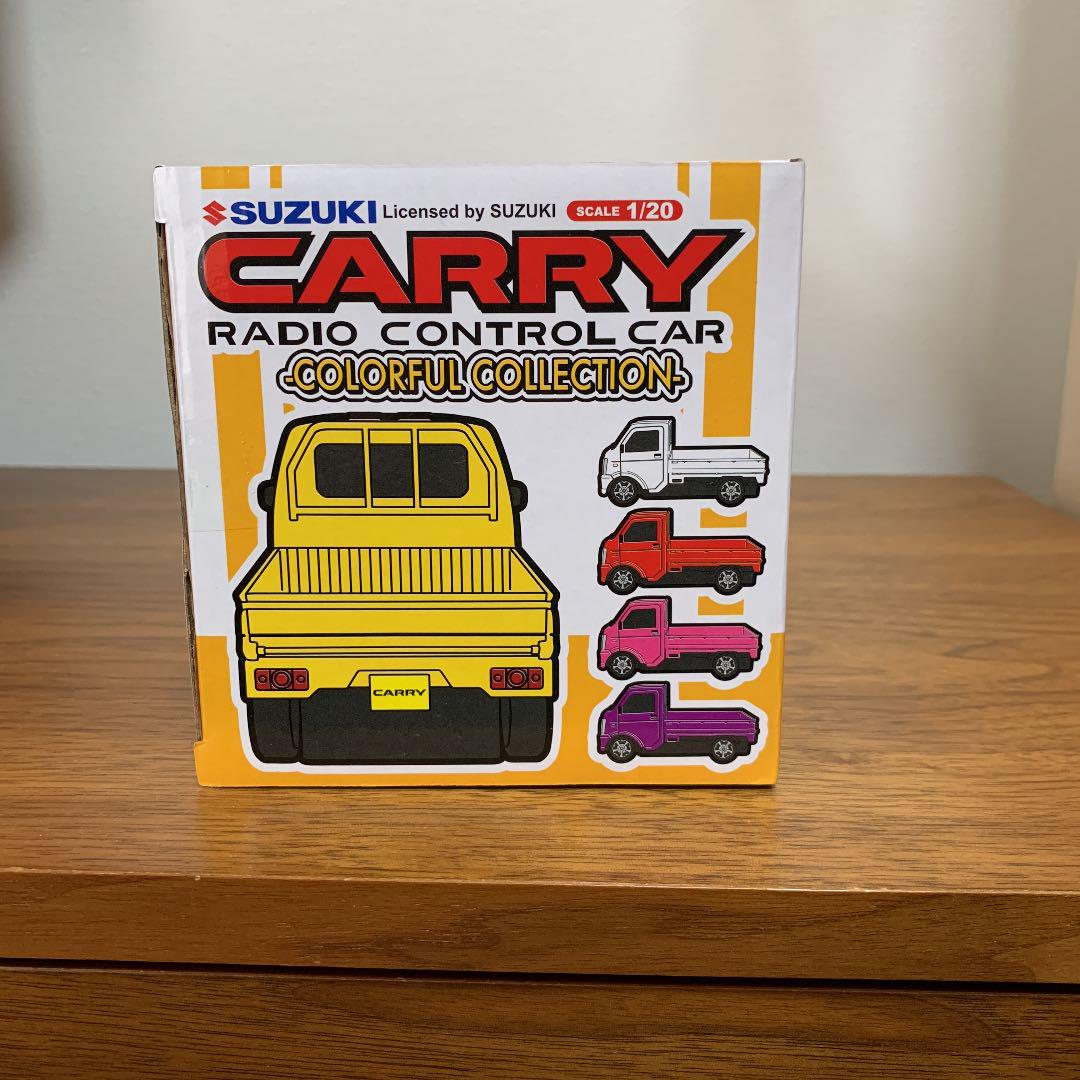 SUZUKI Licensed by SUZUKI SCALE 1/20
CARRY
RADIO CONTROL CAR
-COLORFUL COLLECTION-
CARRY